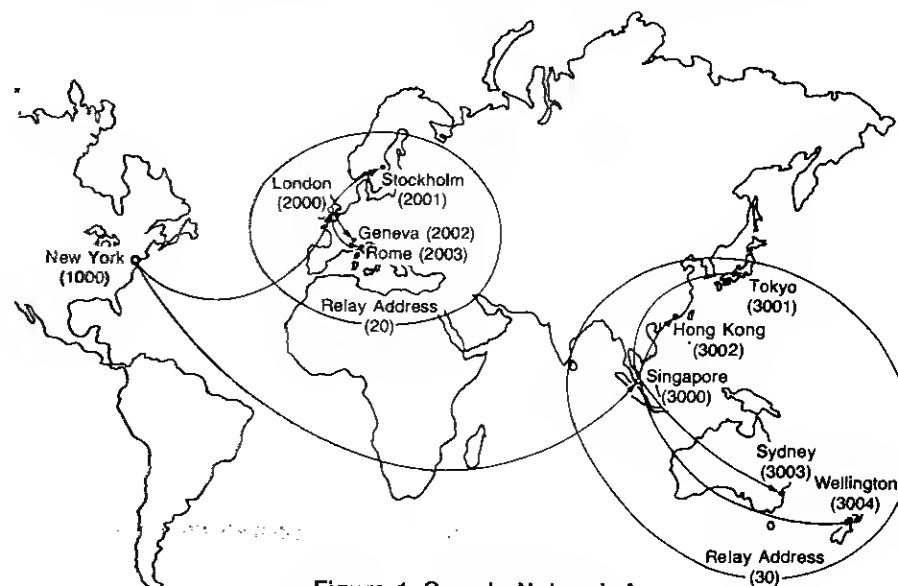 London
(2000)
Stockholm
(2001)
Geneva (2002)
Rome (2003)
New York
(1000)
Relay Address
(20)
Tokyo
(3001)
Hong Kong
(3002)
Singapore
(3000)
Sydney
(3003)
Wellington
(3004)
Relay Address
(30)